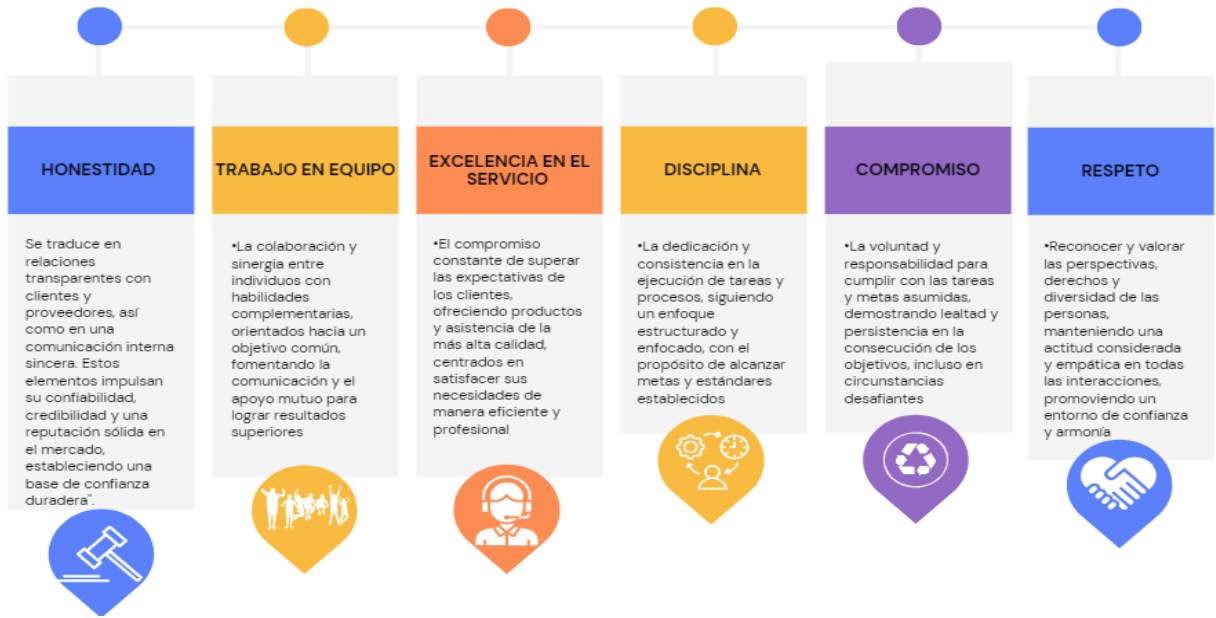 HONESTIDAD
Se traduce en
relaciones
transparentes con
clientes y
proveedores, así
como en una
comunicación interna
sincera. Estos
elementos impulsan
su confiabilidad,
credibilidad y una
reputación sólida en
el mercado,
estableciendo una
base de confianza
duradera".
TRABAJO EN EQUIPO
•La colaboración y
sinergia entre
individuos con
habilidades
complementarias,
orientados hacia un
objetivo común,
fomentando la
comunicación y el
apoyo mutuo para
lograr resultados
superiores
EXCELENCIA EN EL
SERVICIO
•El compromiso
constante de superar
las expectativas de
los clientes,
ofreciendo productos
y asistencia de la
más alta calidad,
centrados en
satisfacer sus
necesidades de
manera eficiente y
profesional
DISCIPLINA
•La dedicación y
consistencia en la
ejecución de tareas y
procesos, siguiendo
un enfoque
estructurado y
enfocado, con el
propósito de alcanzar
metas y estándares
establecidos
COMPROMISO
•La voluntad y
responsabilidad para
cumplir con las tareas
y metas asumidas,
demostrando lealtad y
persistencia en la
consecución de los
objetivos, incluso en
circunstancias
desafiantes
RESPETO
•Reconocer y valorar
las perspectivas,
derechos y
diversidad de las
personas,
manteniendo una
actitud considerada
y empática en todas
las interacciones,
promoviendo un
entorno de confianza
y armonía